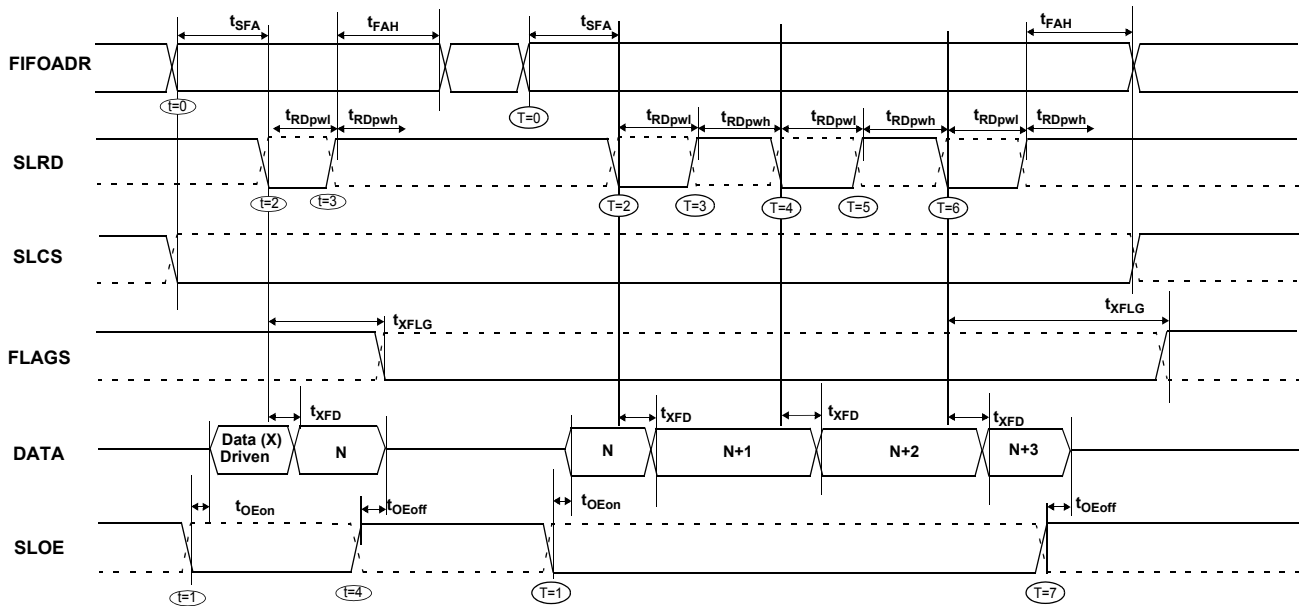 tSFA tFAH tSFA tFAH
FIFOADR
t=0 T=0
tRDpwl tRDpwh tRDpwl tRDpwh tRDpwl tRDpwh tRDpwl tRDpwh
SLRD
t=2 t=3 T=2 T=3 T=4 T=5 T=6
SLCS
tXFLG tXFLG
FLAGS
tXFD tXFD tXFD tXFD
DATA
Data (X)
Driven N N N+1 N+2 N+3
tOEon tOEoff tOEon tOEoff
SLOE
t=1 t=4 T=1 T=7